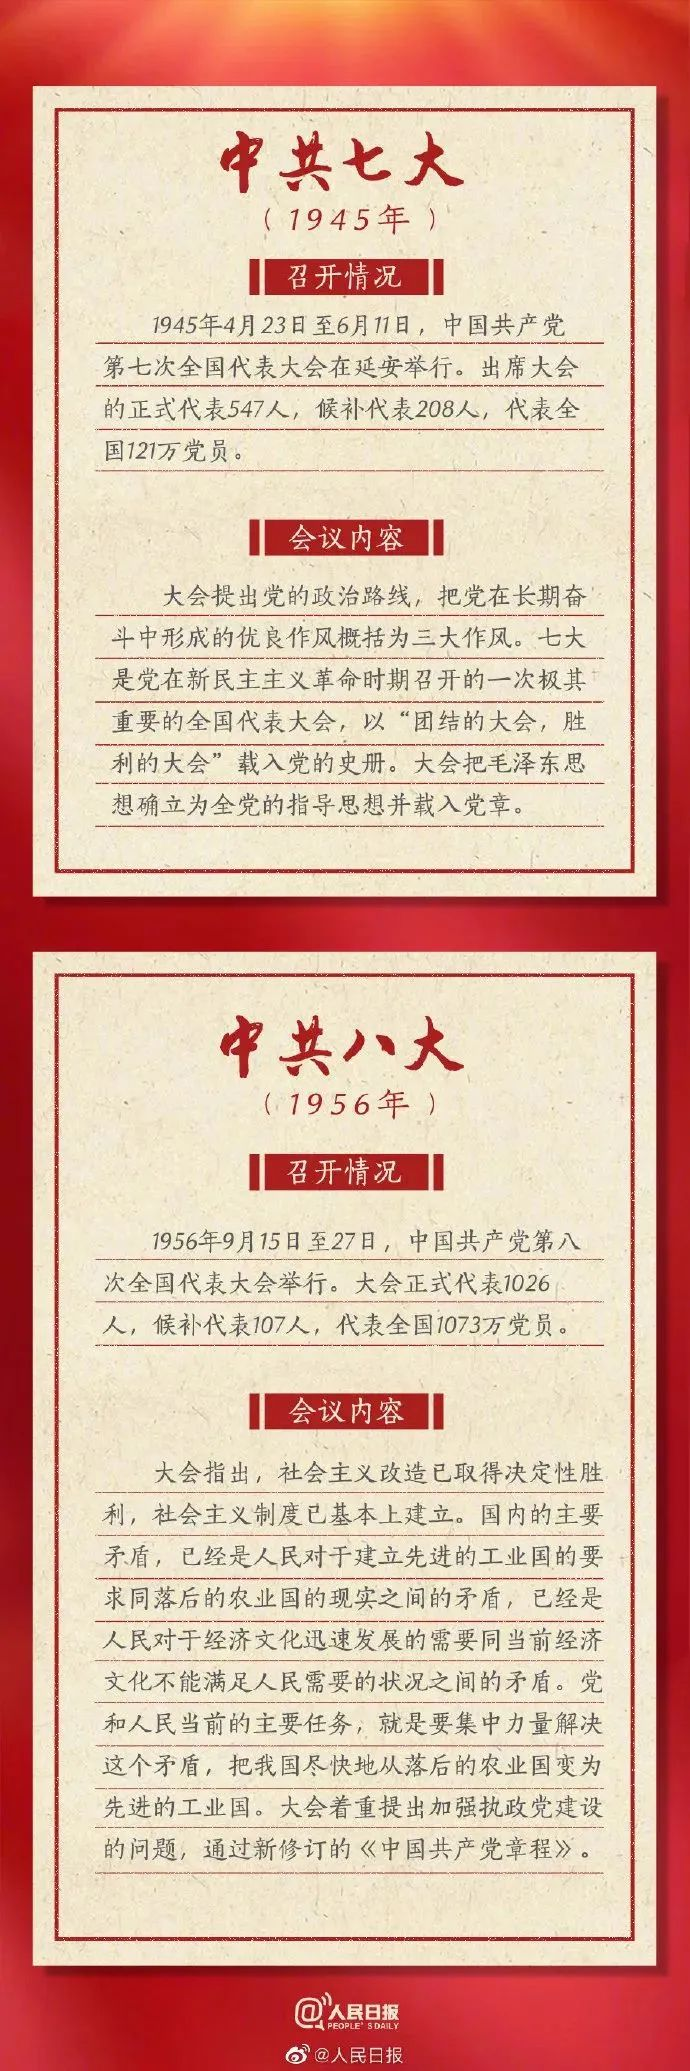 中共七大
（1945年）
召开情况
1945年4月23日至6月11日，中国共产党
第七次全国代表大会在延安举行。出席大会
的正式代表547人，候补代表208人，代表全
国121万党员。
会议内容
大会提出党的政治路线，把党在长期奋
斗中形成的优良作风概括为三大作风。七大
是党在新民主主义革命时期召开的一次极其
重要的全国代表大会，以“团结的大会，胜
利的大会”载入党的史册。大会把毛泽东思
想确立为全党的指导思想并载入党章。
中共八大
（1956年）
召开情况
1956年9月15日至27日，中国共产党第八
次全国代表大会举行。大会正式代表1026
人，候补代表107人，代表全国1073万党员。
会议内容
大会指出，社会主义改造已取得决定性胜
利，社会主义制度已基本上建立。国内的主要
矛盾，已经是人民对于建立先进的工业国的要
求同落后的农业国的现实之间的矛盾，已经是
人民对于经济文化迅速发展的需要同当前经济
文化不能满足人民需要的状况之间的矛盾。党
和人民当前的主要任务，就是要集中力量解决
这个矛盾，把我国尽快地从落后的农业国变为
先进的工业国。大会着重提出加强执政党建设
的问题，通过新修订的《中国共产党章程》。
@人民日报
PEOPLE'S DAILY
@人民日报